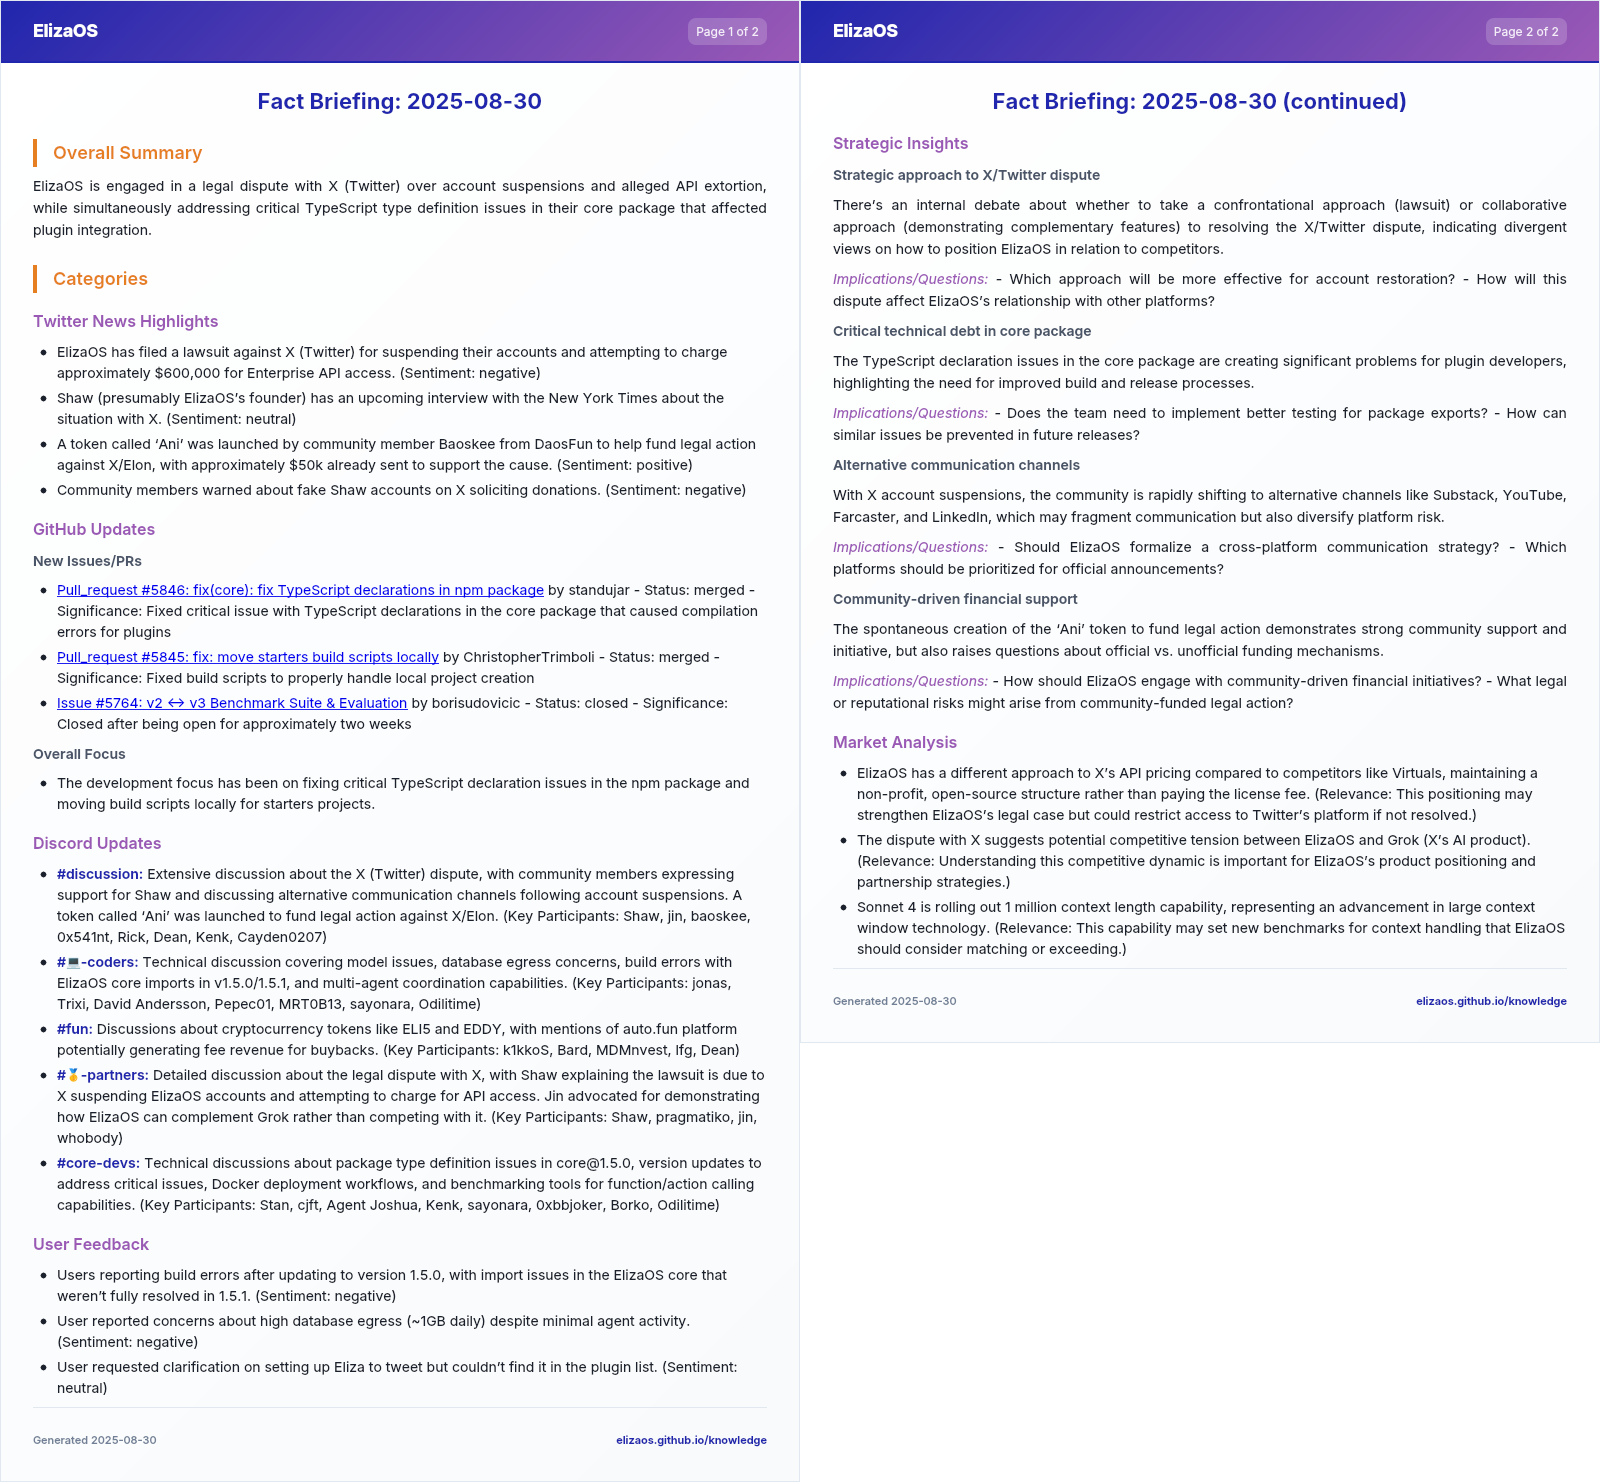 ElizaOS
Page 1 of 2
Fact Briefing: 2025-08-30
Overall Summary
ElizaOS is engaged in a legal dispute with X (Twitter) over account suspensions and alleged API extortion,
while simultaneously addressing critical TypeScript type definition issues in their core package that affected
plugin integration.
Categories
Twitter News Highlights
• ElizaOS has filed a lawsuit against X (Twitter) for suspending their accounts and attempting to charge
approximately $600,000 for Enterprise API access. (Sentiment: negative)
• Shaw (presumably ElizaOS’s founder) has an upcoming interview with the New York Times about the
situation with X. (Sentiment: neutral)
• A token called ‘Ani’ was launched by community member Baoskee from DaosFun to help fund legal action
against X/Elon, with approximately $50k already sent to support the cause. (Sentiment: positive)
• Community members warned about fake Shaw accounts on X soliciting donations. (Sentiment: negative)
GitHub Updates
New Issues/PRs
• Pull_request #5846: fix(core): fix TypeScript declarations in npm package by standujar - Status: merged -
Significance: Fixed critical issue with TypeScript declarations in the core package that caused compilation
errors for plugins
• Pull_request #5845: fix: move starters build scripts locally by ChristopherTrimboli - Status: merged -
Significance: Fixed build scripts to properly handle local project creation
• Issue #5764: v2 ↔ v3 Benchmark Suite & Evaluation by borisudovicic - Status: closed - Significance:
Closed after being open for approximately two weeks
Overall Focus
• The development focus has been on fixing critical TypeScript declaration issues in the npm package and
moving build scripts locally for starters projects.
Discord Updates
• #discussion: Extensive discussion about the X (Twitter) dispute, with community members expressing
support for Shaw and discussing alternative communication channels following account suspensions. A
token called ‘Ani’ was launched to fund legal action against X/Elon. (Key Participants: Shaw, jin, baoskee,
0x541nt, Rick, Dean, Kenk, Cayden0207)
• #💻-coders: Technical discussion covering model issues, database egress concerns, build errors with
ElizaOS core imports in v1.5.0/1.5.1, and multi-agent coordination capabilities. (Key Participants: jonas,
Trixi, David Andersson, Pepec01, MRT0B13, sayonara, Odilitime)
• #fun: Discussions about cryptocurrency tokens like ELI5 and EDDY, with mentions of auto.fun platform
potentially generating fee revenue for buybacks. (Key Participants: k1kkoS, Bard, MDMnvest, lfg, Dean)
• #🥇-partners: Detailed discussion about the legal dispute with X, with Shaw explaining the lawsuit is due to
X suspending ElizaOS accounts and attempting to charge for API access. Jin advocated for demonstrating
how ElizaOS can complement Grok rather than competing with it. (Key Participants: Shaw, pragmatiko, jin,
whobody)
• #core-devs: Technical discussions about package type definition issues in core@1.5.0, version updates to
address critical issues, Docker deployment workflows, and benchmarking tools for function/action calling
capabilities. (Key Participants: Stan, cjft, Agent Joshua, Kenk, sayonara, 0xbbjoker, Borko, Odilitime)
User Feedback
• Users reporting build errors after updating to version 1.5.0, with import issues in the ElizaOS core that
weren’t fully resolved in 1.5.1. (Sentiment: negative)
• User reported concerns about high database egress (~1GB daily) despite minimal agent activity.
(Sentiment: negative)
• User requested clarification on setting up Eliza to tweet but couldn’t find it in the plugin list. (Sentiment:
neutral)
Generated 2025-08-30
elizaos.github.io/knowledge
ElizaOS
Page 2 of 2
Fact Briefing: 2025-08-30 (continued)
Strategic Insights
Strategic approach to X/Twitter dispute
There’s an internal debate about whether to take a confrontational approach (lawsuit) or collaborative
approach (demonstrating complementary features) to resolving the X/Twitter dispute, indicating divergent
views on how to position ElizaOS in relation to competitors.
Implications/Questions: - Which approach will be more effective for account restoration? - How will this
dispute affect ElizaOS’s relationship with other platforms?
Critical technical debt in core package
The TypeScript declaration issues in the core package are creating significant problems for plugin developers,
highlighting the need for improved build and release processes.
Implications/Questions: - Does the team need to implement better testing for package exports? - How can
similar issues be prevented in future releases?
Alternative communication channels
With X account suspensions, the community is rapidly shifting to alternative channels like Substack, YouTube,
Farcaster, and LinkedIn, which may fragment communication but also diversify platform risk.
Implications/Questions: - Should ElizaOS formalize a cross-platform communication strategy? - Which
platforms should be prioritized for official announcements?
Community-driven financial support
The spontaneous creation of the ‘Ani’ token to fund legal action demonstrates strong community support and
initiative, but also raises questions about official vs. unofficial funding mechanisms.
Implications/Questions: - How should ElizaOS engage with community-driven financial initiatives? - What legal
or reputational risks might arise from community-funded legal action?
Market Analysis
• ElizaOS has a different approach to X’s API pricing compared to competitors like Virtuals, maintaining a
non-profit, open-source structure rather than paying the license fee. (Relevance: This positioning may
strengthen ElizaOS’s legal case but could restrict access to Twitter’s platform if not resolved.)
• The dispute with X suggests potential competitive tension between ElizaOS and Grok (X’s AI product).
(Relevance: Understanding this competitive dynamic is important for ElizaOS’s product positioning and
partnership strategies.)
• Sonnet 4 is rolling out 1 million context length capability, representing an advancement in large context
window technology. (Relevance: This capability may set new benchmarks for context handling that ElizaOS
should consider matching or exceeding.)
Generated 2025-08-30
elizaos.github.io/knowledge